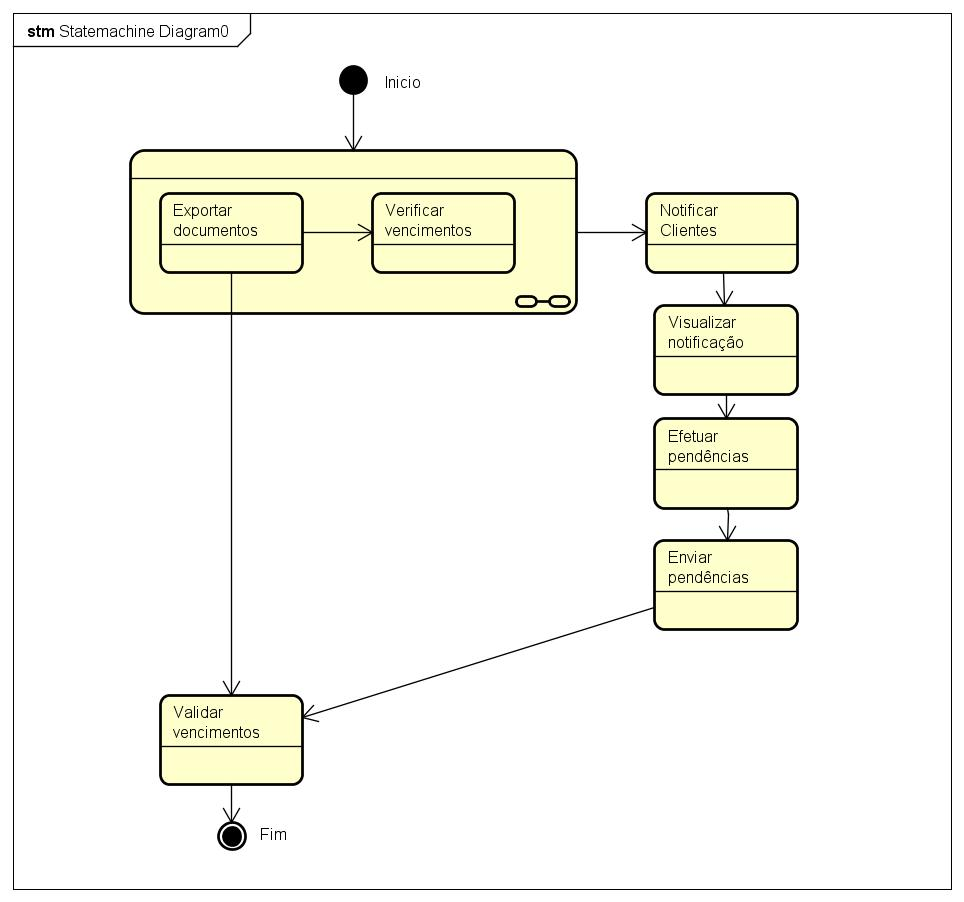 stm Statemachine Diagram0
Inicio
Exportar
documentos
Verificar
vencimentos
Notificar
Clientes
Visualizar
notificação
Efetuar
pendências
Enviar
pendências
Validar
vencimentos
Fim